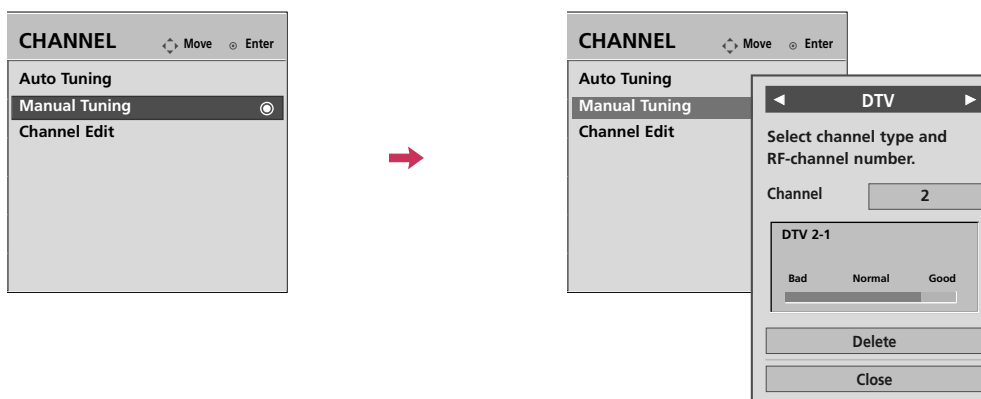 CHANNEL Move Enter
Auto Tuning
Manual Tuning
Channel Edit
CHANNEL Move Enter
Auto Tuning
Manual Tuning
Channel Edit
◄ DTV ►
Select channel type and
RF-channel number.
Channel 2
DTV 2-1
Bad Normal Good
Delete
Close